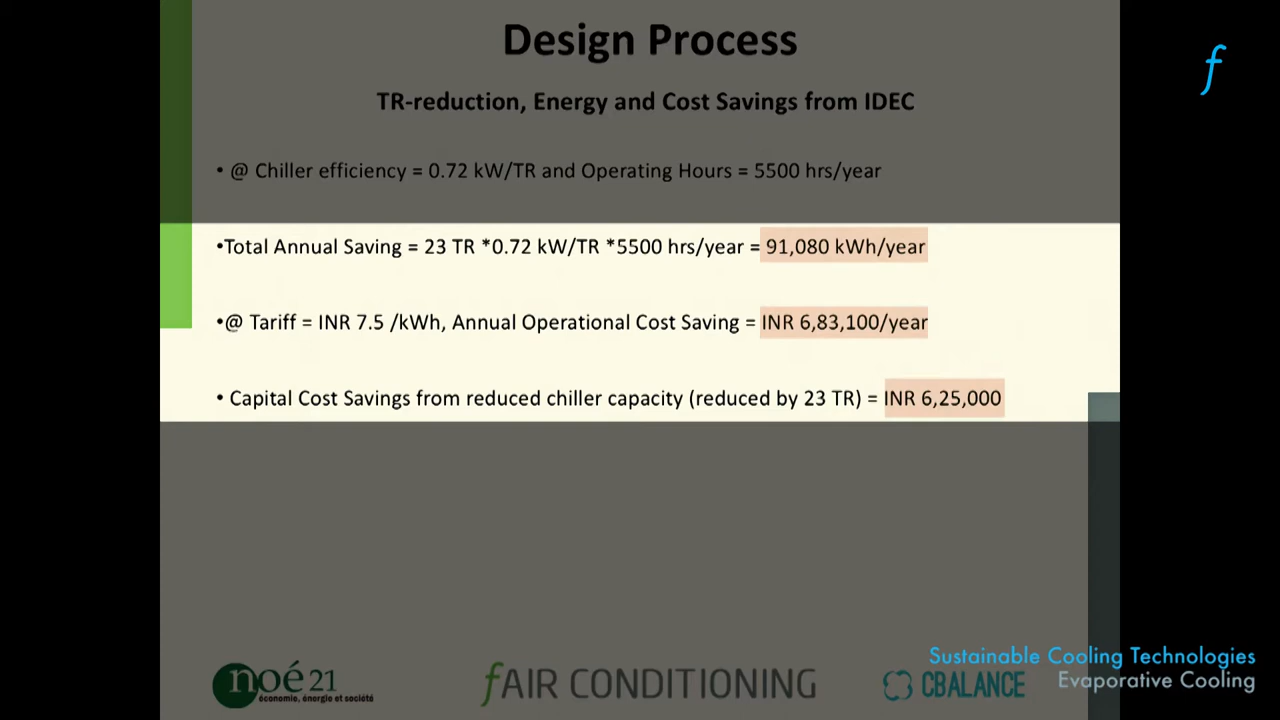 Design Process
f
TR-reduction, Energy and Cost Savings from IDEC
• @ Chiller efficiency = 0.72 kW/TR and Operating Hours = 5500 hrs/year
•Total Annual Saving = 23 TR *0.72 kW/TR *5500 hrs/year = 91,080 kWh/year
•@ Tariff = INR 7.5 /kWh, Annual Operational Cost Saving = INR 6,83,100/year
• Capital Cost Savings from reduced chiller capacity (reduced by 23 TR) = INR 6,25,000
noé21
économie, énergie et société
fAIR CONDITIONING
CBALANCE
Sustainable Cooling Technologies
Evaporative Cooling